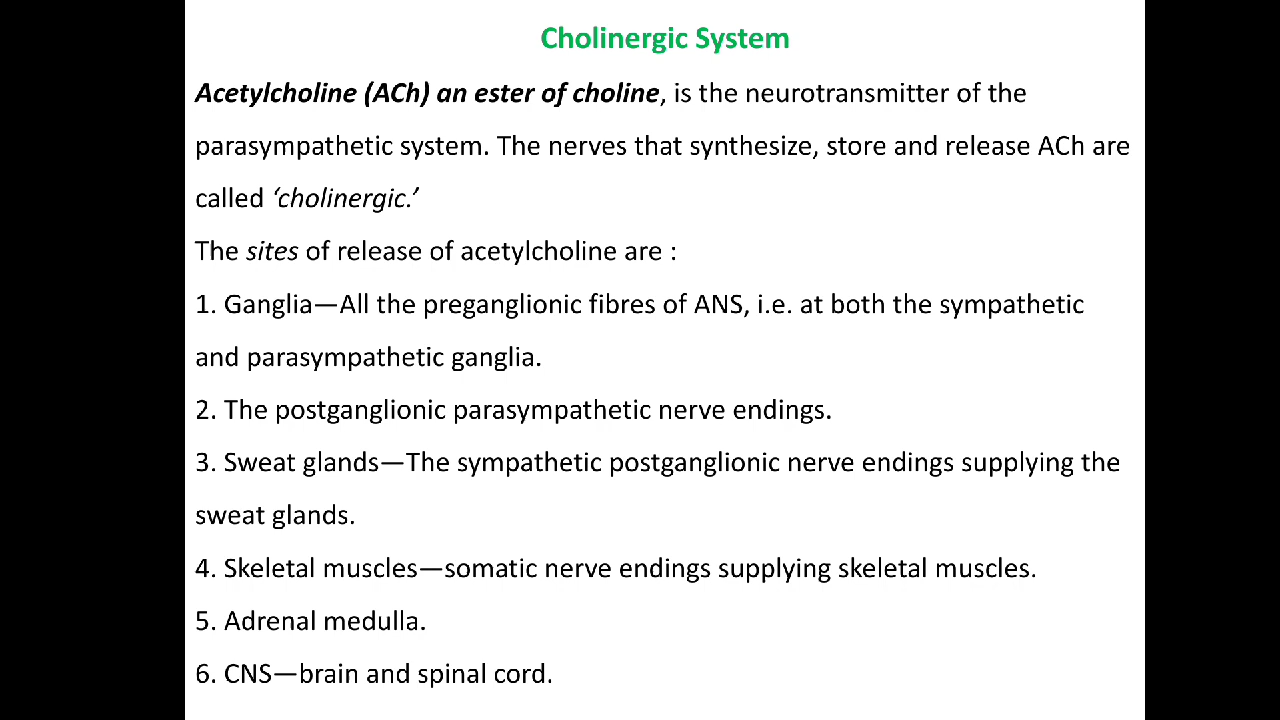 Cholinergic System
Acetylcholine (ACh) an ester of choline, is the neurotransmitter of the
parasympathetic system. The nerves that synthesize, store and release ACh are
called ‘cholinergic.’
The sites of release of acetylcholine are :
1. Ganglia—All the preganglionic fibres of ANS, i.e. at both the sympathetic
and parasympathetic ganglia.
2. The postganglionic parasympathetic nerve endings.
3. Sweat glands—The sympathetic postganglionic nerve endings supplying the
sweat glands.
4. Skeletal muscles—somatic nerve endings supplying skeletal muscles.
5. Adrenal medulla.
6. CNS—brain and spinal cord.